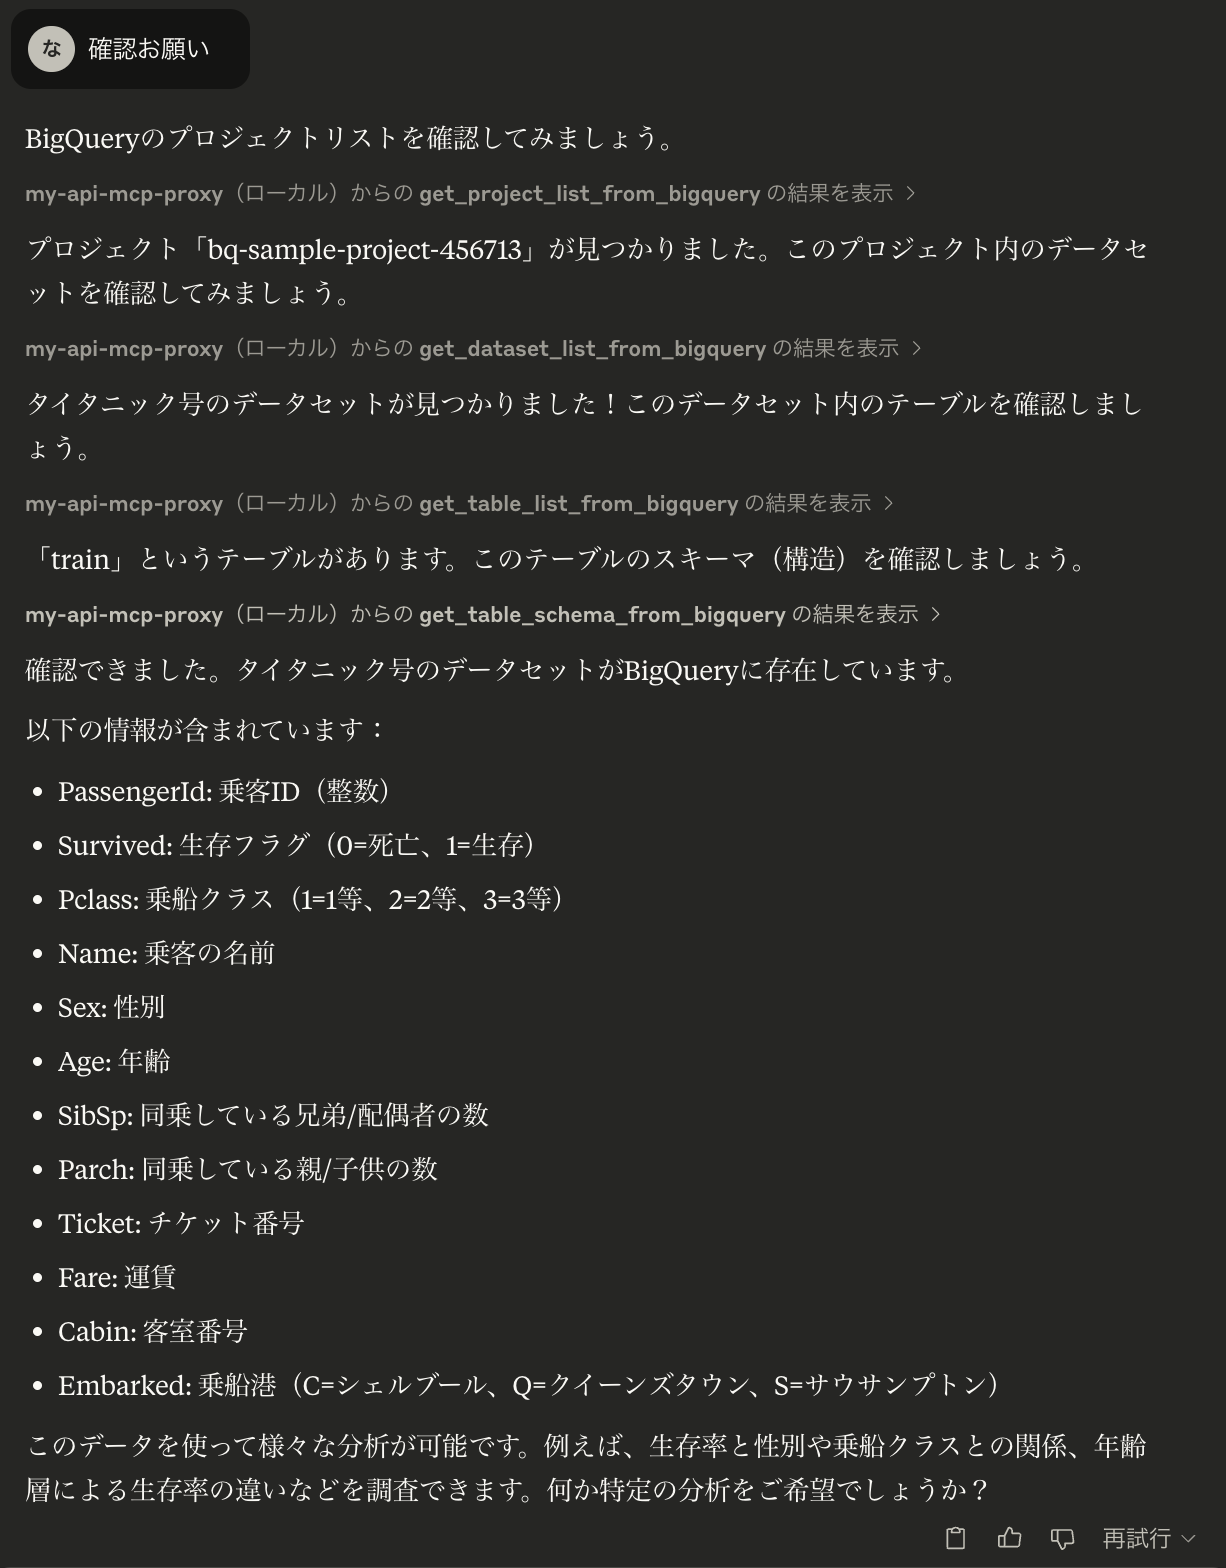 な 確認お願い
BigQueryのプロジェクトリストを確認してみましょう。
my-api-mcp-proxy（ローカル）からの get_project_list_from_bigquery の結果を表示
プロジェクト「bq-sample-project-456713」が見つかりました。このプロジェクト内のデータセ
ットを確認してみましょう。
my-api-mcp-proxy（ローカル）からの get_dataset_list_from_bigquery の結果を表示
タイタニック号のデータセットが見つかりました！このデータセット内のテーブルを確認しまし
ょう。
my-api-mcp-proxy（ローカル）からの get_table_list_from_bigquery の結果を表示
「train」というテーブルがあります。このテーブルのスキーマ（構造）を確認しましょう。
my-api-mcp-proxy（ローカル）からの get_table_schema_from_bigquery の結果を表示
確認できました。タイタニック号のデータセットがBigQueryに存在しています。
以下の情報が含まれています：
• PassengerId: 乗客ID（整数）
• Survived: 生存フラグ（0=死亡、1=生存）
• Pclass: 乗船クラス（1=1等、2=2等、3=3等）
• Name: 乗客の名前
• Sex: 性別
• Age: 年齢
• SibSp: 同乗している兄弟/配偶者の数
• Parch: 同乗している親/子供の数
• Ticket: チケット番号
• Fare: 運賃
• Cabin: 客室番号
• Embarked: 乗船港（C=シェルブール、Q=クイーンズタウン、S=サウサンプトン）
このデータを使って様々な分析が可能です。例えば、生存率と性別や乗船クラスとの関係、年齢
層による生存率の違いなどを調査できます。何か特定の分析をご希望でしょうか？
再試行